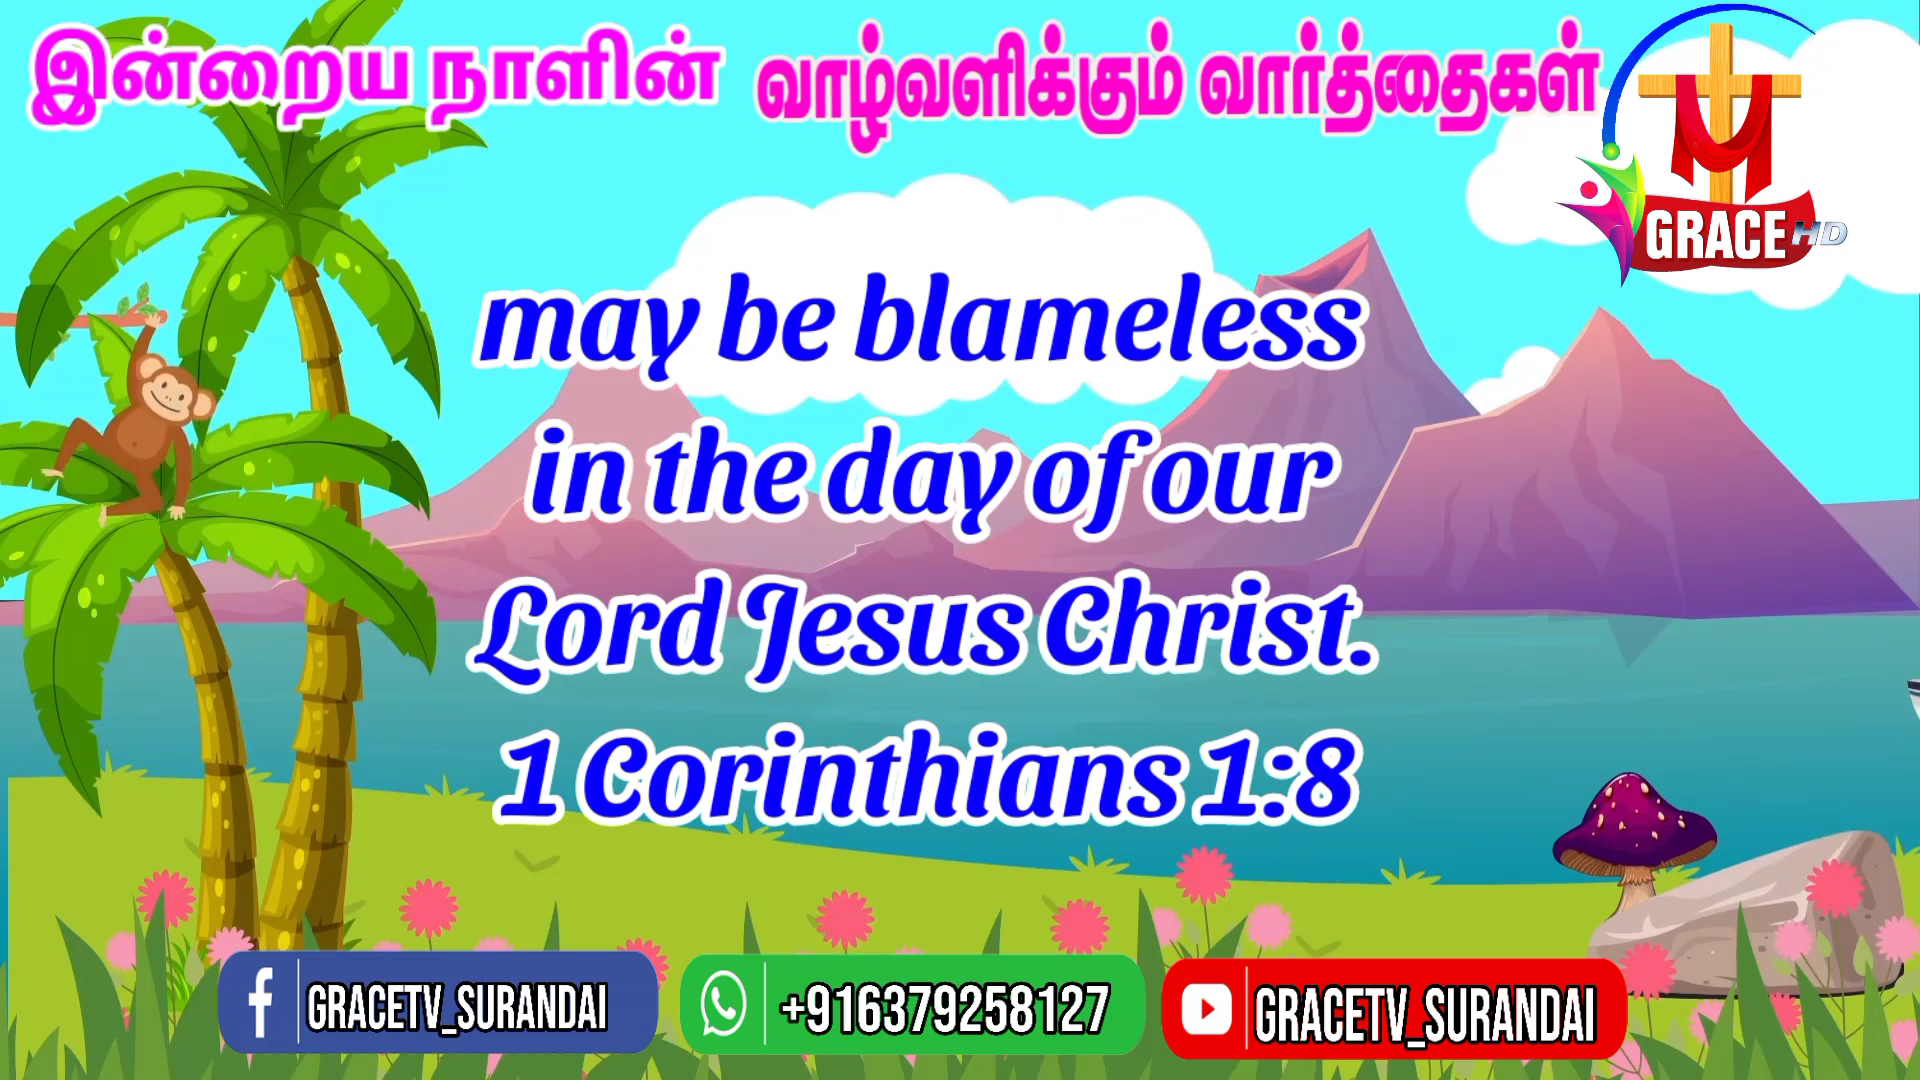 இன்றைய நாளின் வாழ்வளிக்கும் வார்த்தைகள்
GRACE HD
may be blameless
in the day of our
Lord Jesus Christ.
1 Corinthians 1:8
GRACETV_SURANDAI
+916379258127
GRACETV_SURANDAI